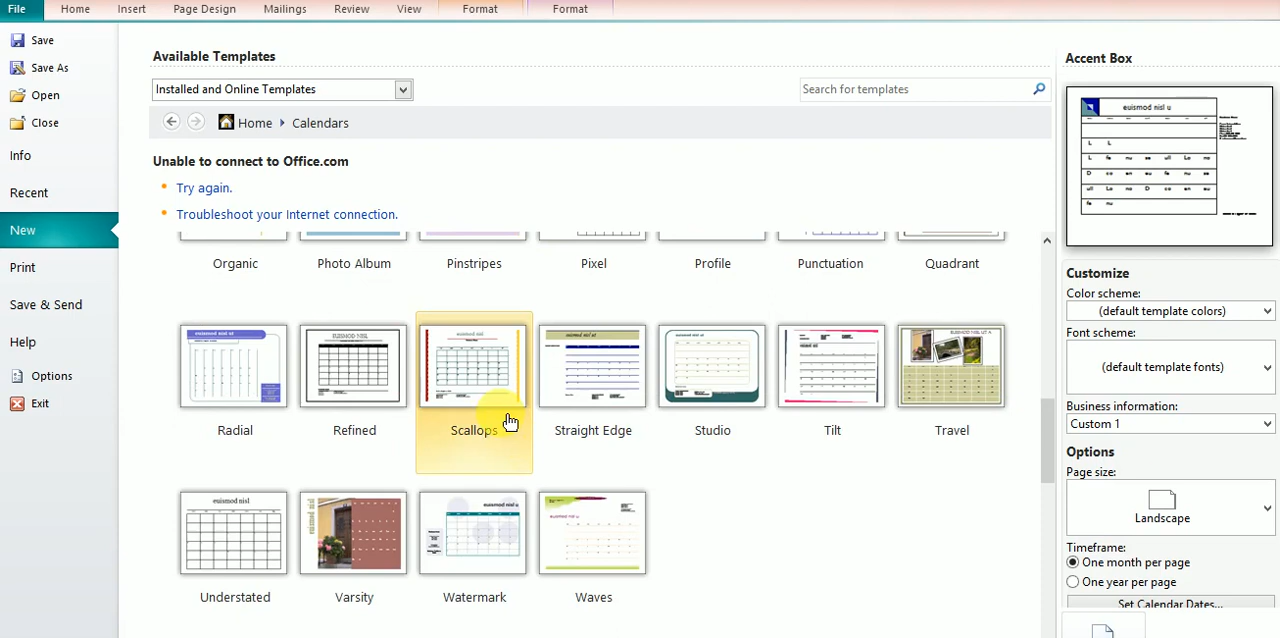 File Home Insert Page Design Mailings Review View Format Format
Save
Save As
Open
Close
Info
Recent
New
Print
Save & Send
Help
Options
Exit
Available Templates
Installed and Online Templates
Search for templates
Home Calendars
Unable to connect to Office.com
Try again.
Troubleshoot your Internet connection.
Organic Photo Album Pinstripes Pixel Profile Punctuation Quadrant
Radial Refined Scallops Straight Edge Studio Tilt Travel
Understated Varsity Watermark Waves
Accent Box
euismod nisl u
Customize
Color scheme:
(default template colors)
Font scheme:
(default template fonts)
Business information:
Custom 1
Options
Page size:
Landscape
Timeframe:
One month per page
One year per page
Set Calendar Dates...